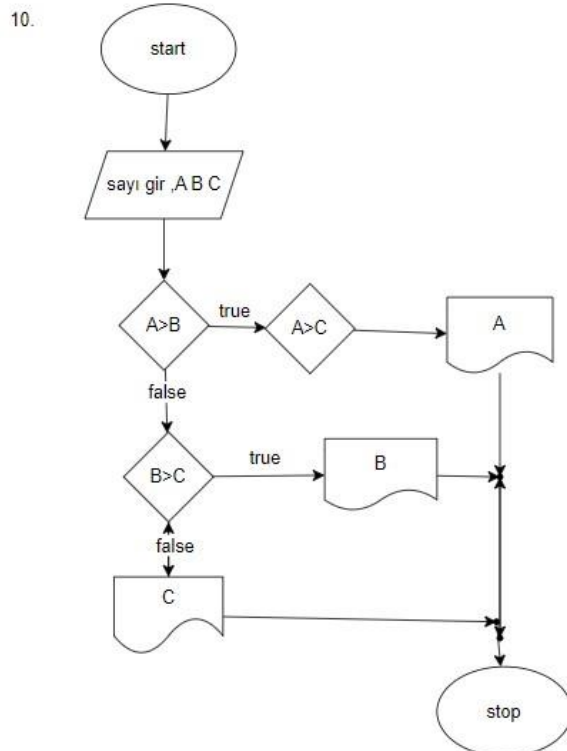 10.
start
sayı gir ,A B C
A>B
true
A>C
A
false
B>C
true
B
false
C
stop